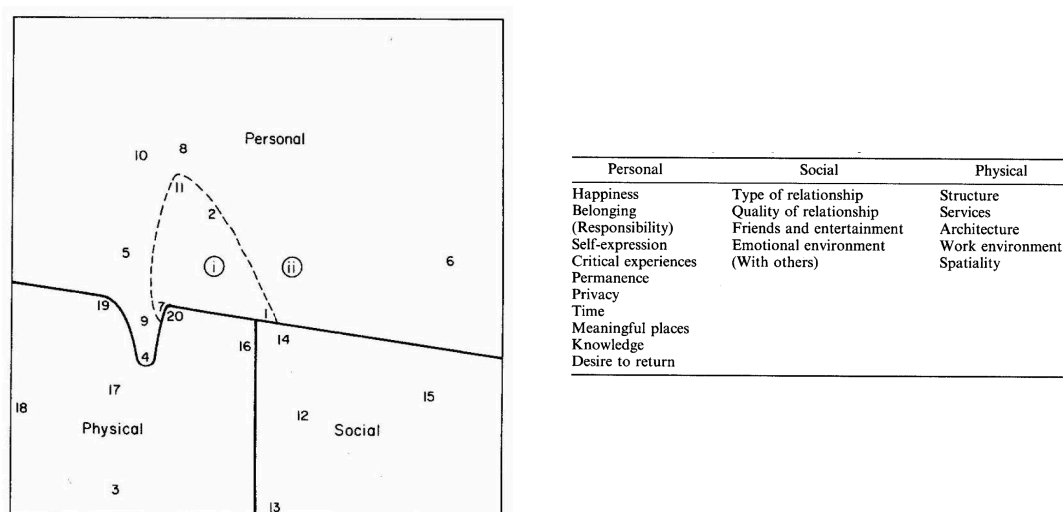 Personal
8
10
11
2
5
i
ii
6
19
7
9
20
1
14
16
4
17
15
18
12
Physical
Social
3
13
Personal Social Physical
Happiness Type of relationship Structure
Belonging Quality of relationship Services
(Responsibility) Friends and entertainment Architecture
Self-expression Emotional environment Work environment
Critical experiences (With others) Spatiality
Permanence
Privacy
Time
Meaningful places
Knowledge
Desire to return